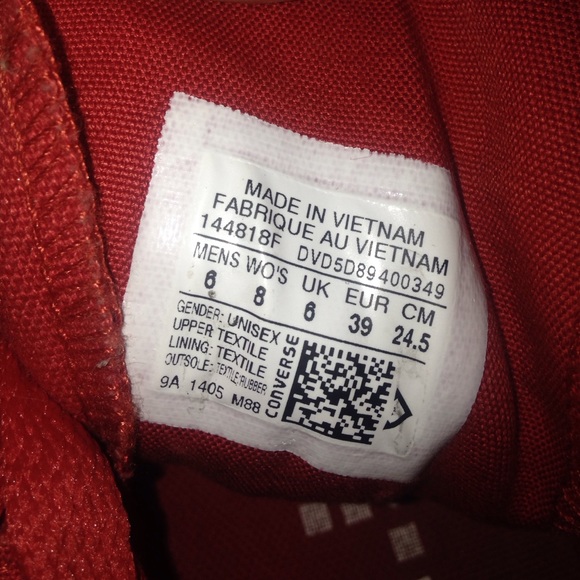 MADE IN VIETNAM
FABRIQUE AU VIETNAM
144818F DVD5D89400349
MENS WO'S UK EUR CM
6 8 6 39 24.5
GENDER: UNISEX
UPPER TEXTILE
LINING: TEXTILE
OUTSOLE: TEXTILE/RUBBER
9A 1405 M88
CONVERSE